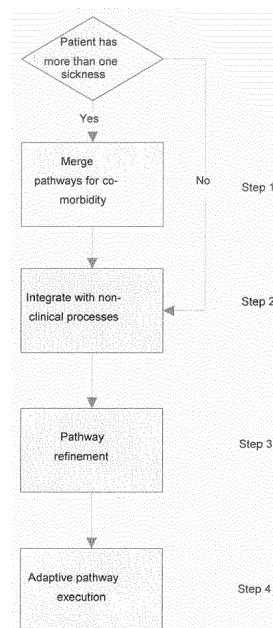 Patient has
more than one
sickness
Yes
Merge
pathways for co-
morbidity
No
Step 1
Integrate with non-
clinical processes
Step 2
Pathway
refinement
Step 3
Adaptive pathway
execution
Step 4